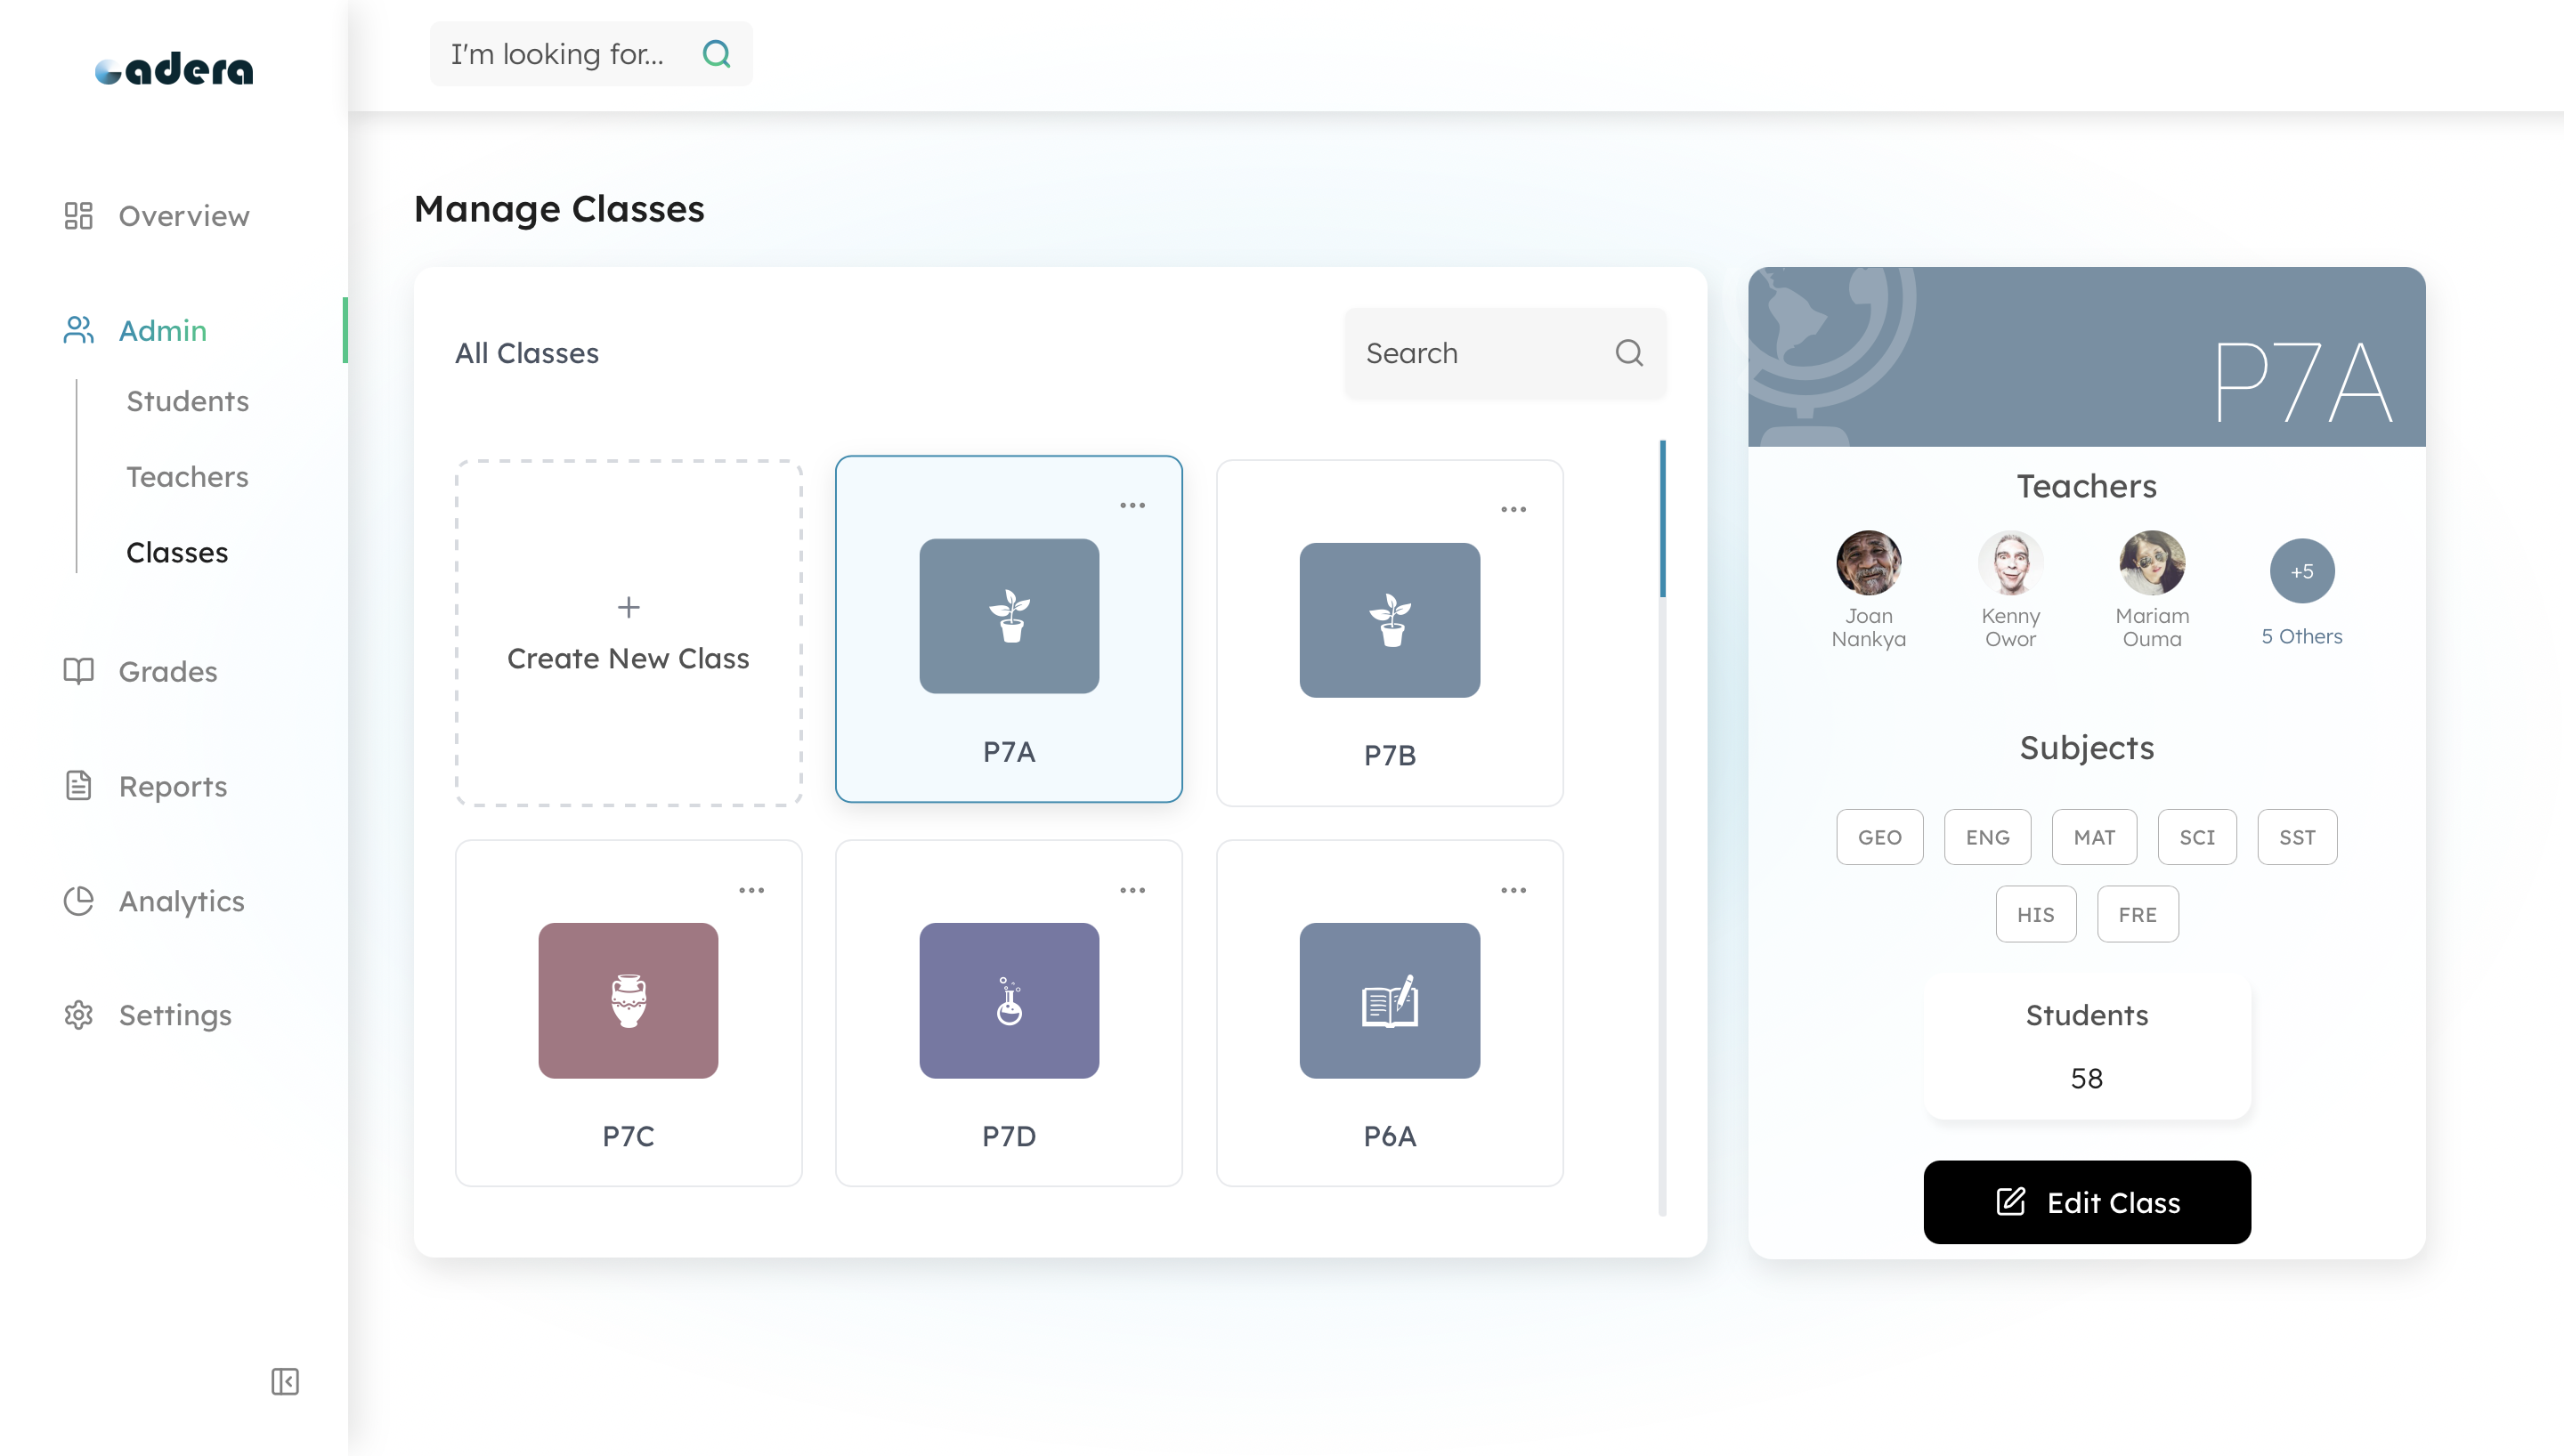 cadera
I'm looking for...
Overview
Admin
Students
Teachers
Classes
Grades
Reports
Analytics
Settings
Manage Classes
All Classes
Search
+
Create New Class
P7A
P7B
P7C
P7D
P6A
P7A
Teachers
Joan
Nankya
Kenny
Owor
Mariam
Ouma
+5
5 Others
Subjects
GEO ENG MAT SCI SST
HIS FRE
Students
58
Edit Class